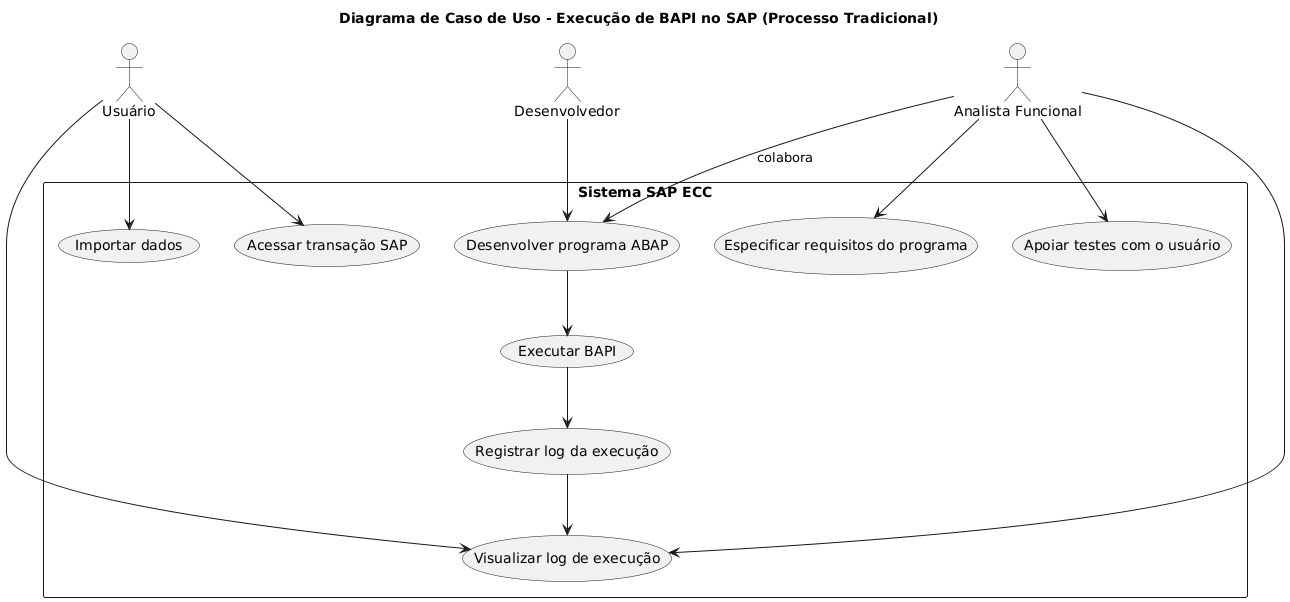 Diagrama de Caso de Uso - Execução de BAPI no SAP (Processo Tradicional)
Usuário
Desenvolvedor
Analista Funcional
colabora
Sistema SAP ECC
Importar dados
Acessar transação SAP
Desenvolver programa ABAP
Especificar requisitos do programa
Apoiar testes com o usuário
Executar BAPI
Registrar log da execução
Visualizar log de execução